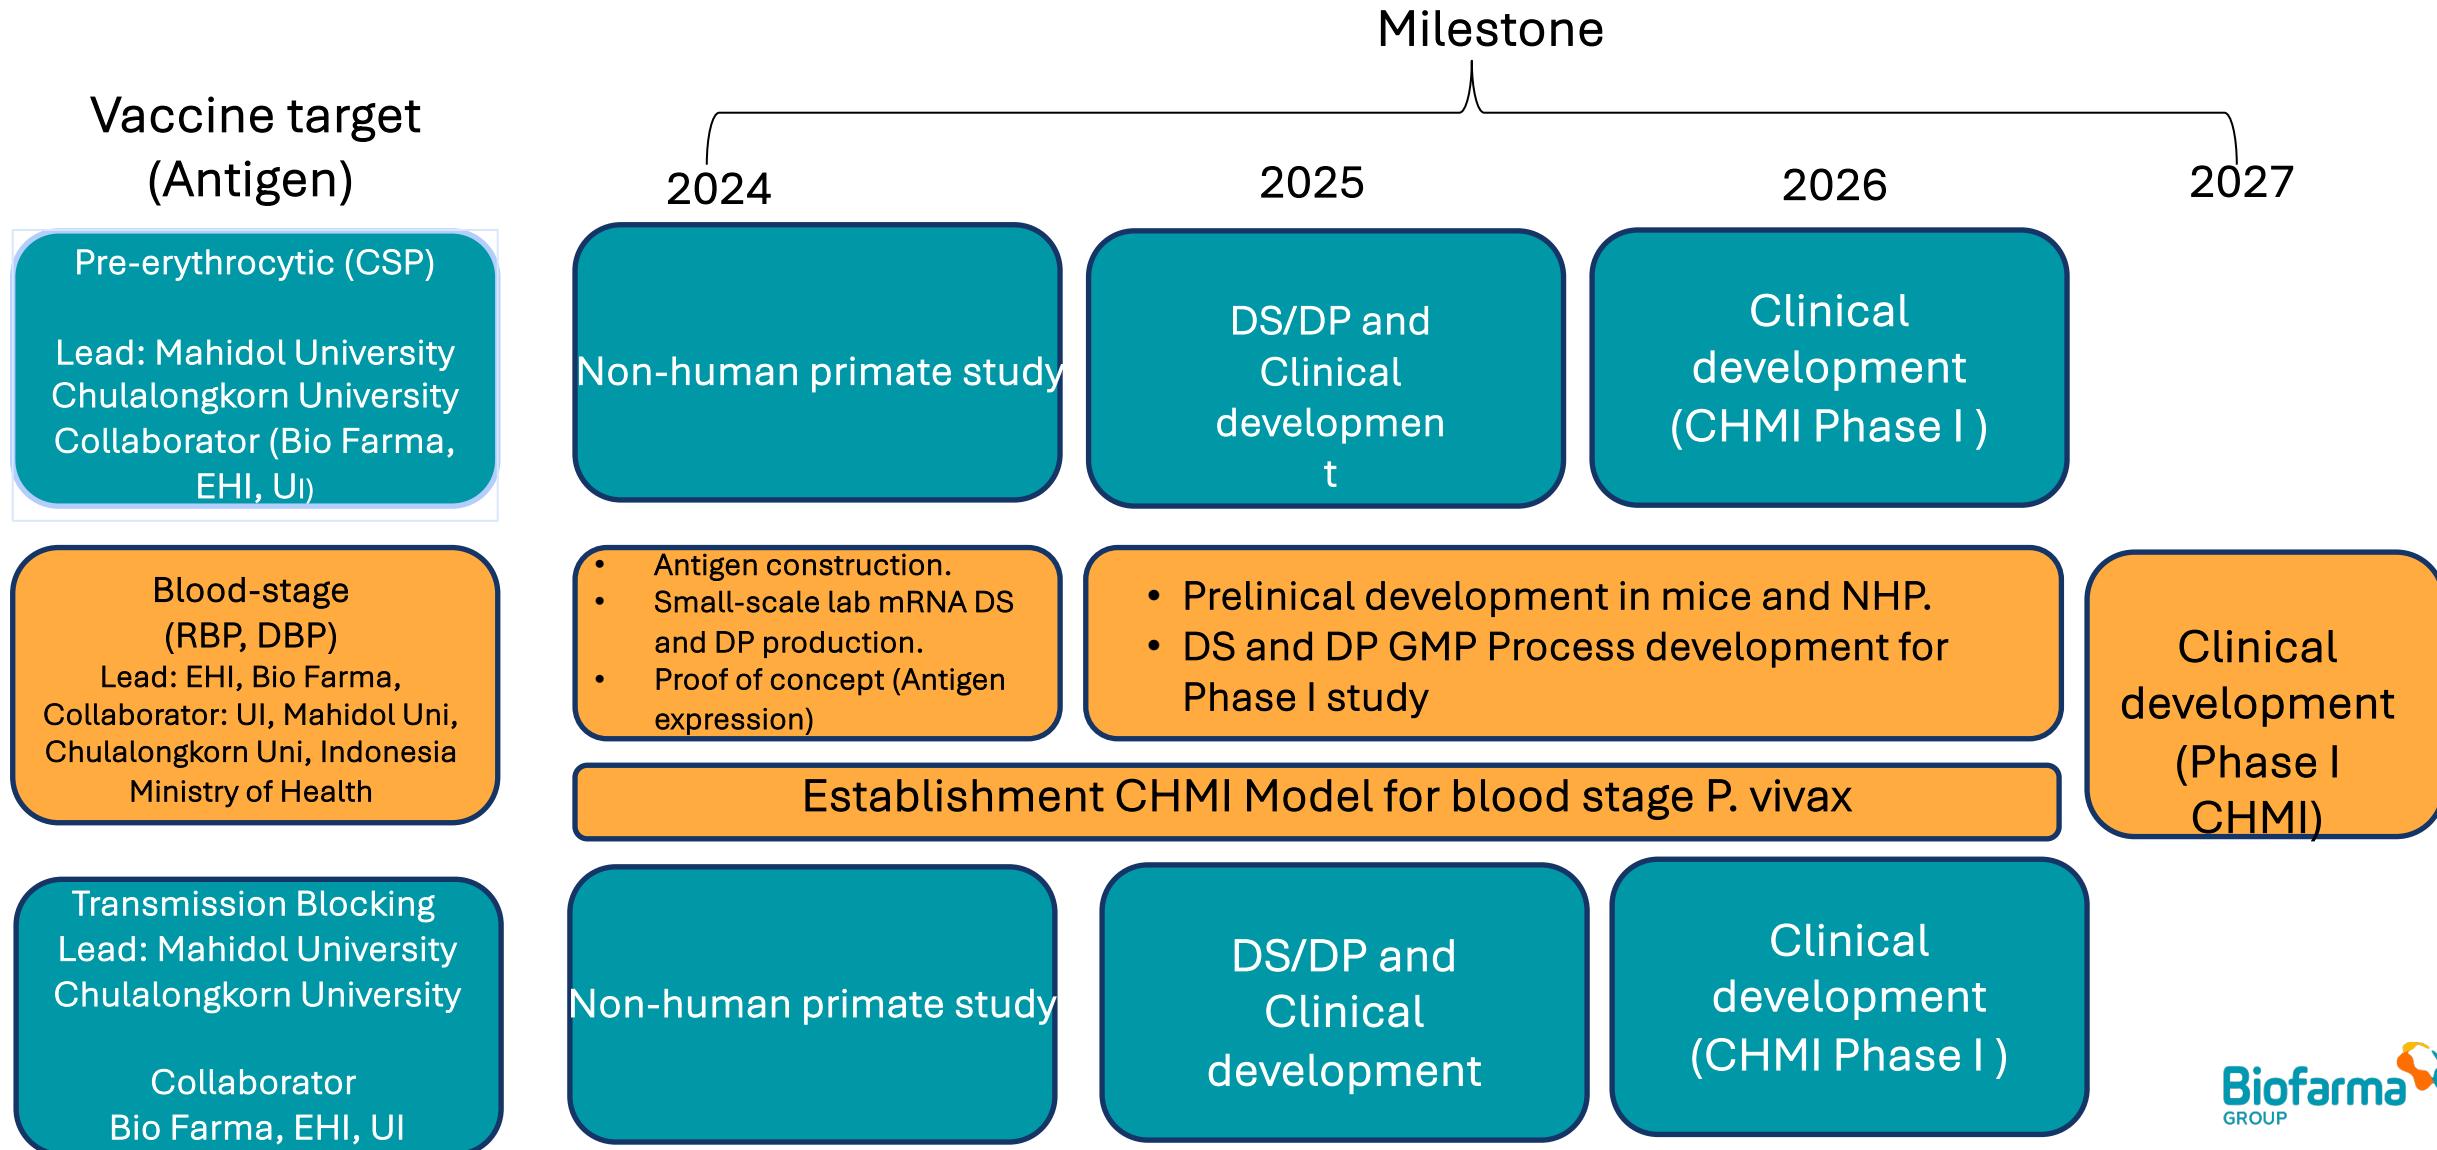 Milestone
Vaccine target
(Antigen)
2024
2025
2026
2027
Pre-erythrocytic (CSP)
Lead: Mahidol University
Chulalongkorn University
Collaborator (Bio Farma,
EHI, UI)
Non-human primate study
DS/DP and
Clinical
developmen
t
Clinical
development
(CHMI Phase I )
Blood-stage
(RBP, DBP)
Lead: EHI, Bio Farma,
Collaborator: UI, Mahidol Uni,
Chulalongkorn Uni, Indonesia
Ministry of Health
• Antigen construction.
• Small-scale lab mRNA DS
and DP production.
• Proof of concept (Antigen
expression)
• Prelinical development in mice and NHP.
• DS and DP GMP Process development for
Phase I study
Clinical
development
(Phase I
CHMI)
Establishment CHMI Model for blood stage P. vivax
Transmission Blocking
Lead: Mahidol University
Chulalongkorn University
Collaborator
Bio Farma, EHI, UI
Non-human primate study
DS/DP and
Clinical
development
Clinical
development
(CHMI Phase I )
Biofarma
GROUP